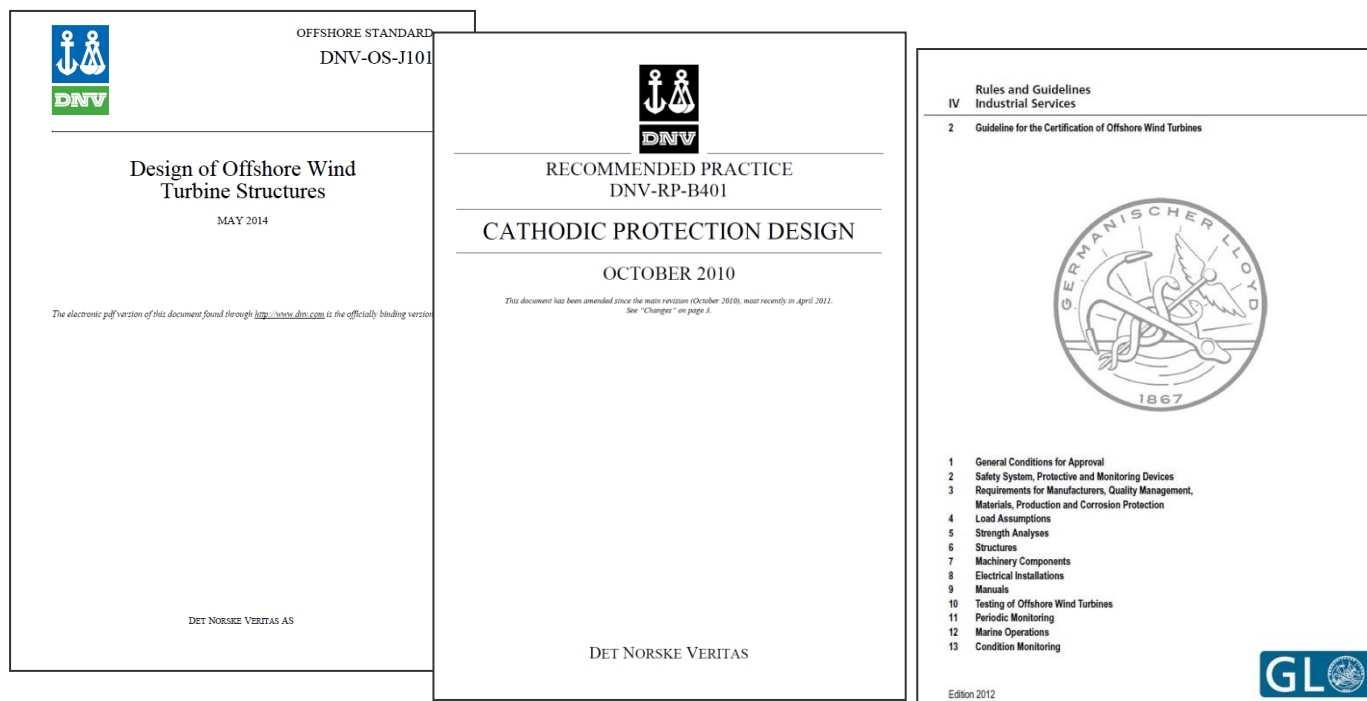 OFFSHORE STANDARD
DNV-OS-J101
DNV
Design of Offshore Wind
Turbine Structures
MAY 2014
The electronic pdf version of this document found through http://www.dnv.com is the officially binding version
DET NORSKE VERITAS AS
DNV
RECOMMENDED PRACTICE
DNV-RP-B401
CATHODIC PROTECTION DESIGN
OCTOBER 2010
This document has been amended since the main revision (October 2010), most recently in April 2011.
See "Changes" on page 3.
DET NORSKE VERITAS
Rules and Guidelines
IV Industrial Services
2 Guideline for the Certification of Offshore Wind Turbines
GERMANISCHER LLOYD
1867
1 General Conditions for Approval
2 Safety System, Protective and Monitoring Devices
3 Requirements for Manufacturers, Quality Management,
Materials, Production and Corrosion Protection
4 Load Assumptions
5 Strength Analyses
6 Structures
7 Machinery Components
8 Electrical Installations
9 Manuals
10 Testing of Offshore Wind Turbines
11 Periodic Monitoring
12 Marine Operations
13 Condition Monitoring
GL
Edition 2012